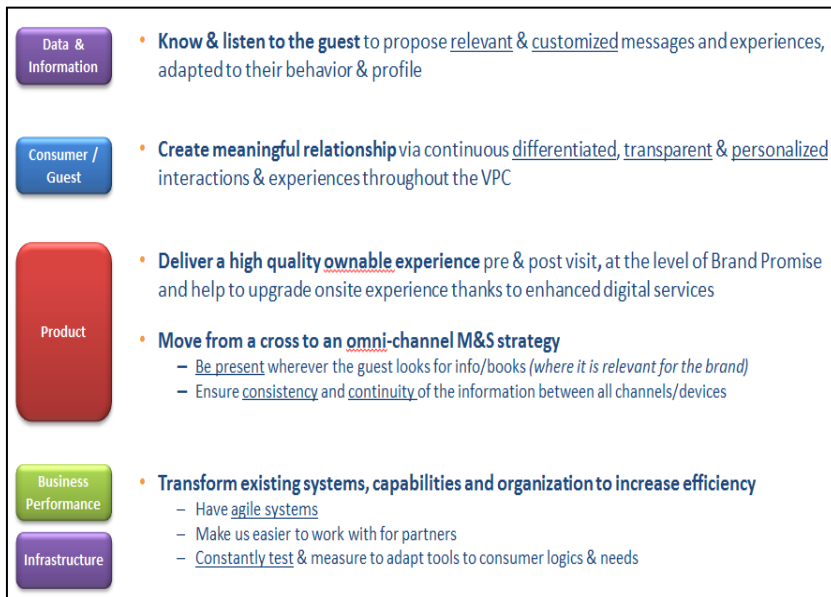 Data &
Information
• Know & listen to the guest to propose relevant & customized messages and experiences,
adapted to their behavior & profile
Consumer /
Guest
• Create meaningful relationship via continuous differentiated, transparent & personalized
interactions & experiences throughout the VPC
Product
• Deliver a high quality ownable experience pre & post visit, at the level of Brand Promise
and help to upgrade onsite experience thanks to enhanced digital services
• Move from a cross to an omni-channel M&S strategy
– Be present wherever the guest looks for info/books (where it is relevant for the brand)
– Ensure consistency and continuity of the information between all channels/devices
Business
Performance
Infrastructure
• Transform existing systems, capabilities and organization to increase efficiency
– Have agile systems
– Make us easier to work with for partners
– Constantly test & measure to adapt tools to consumer logics & needs